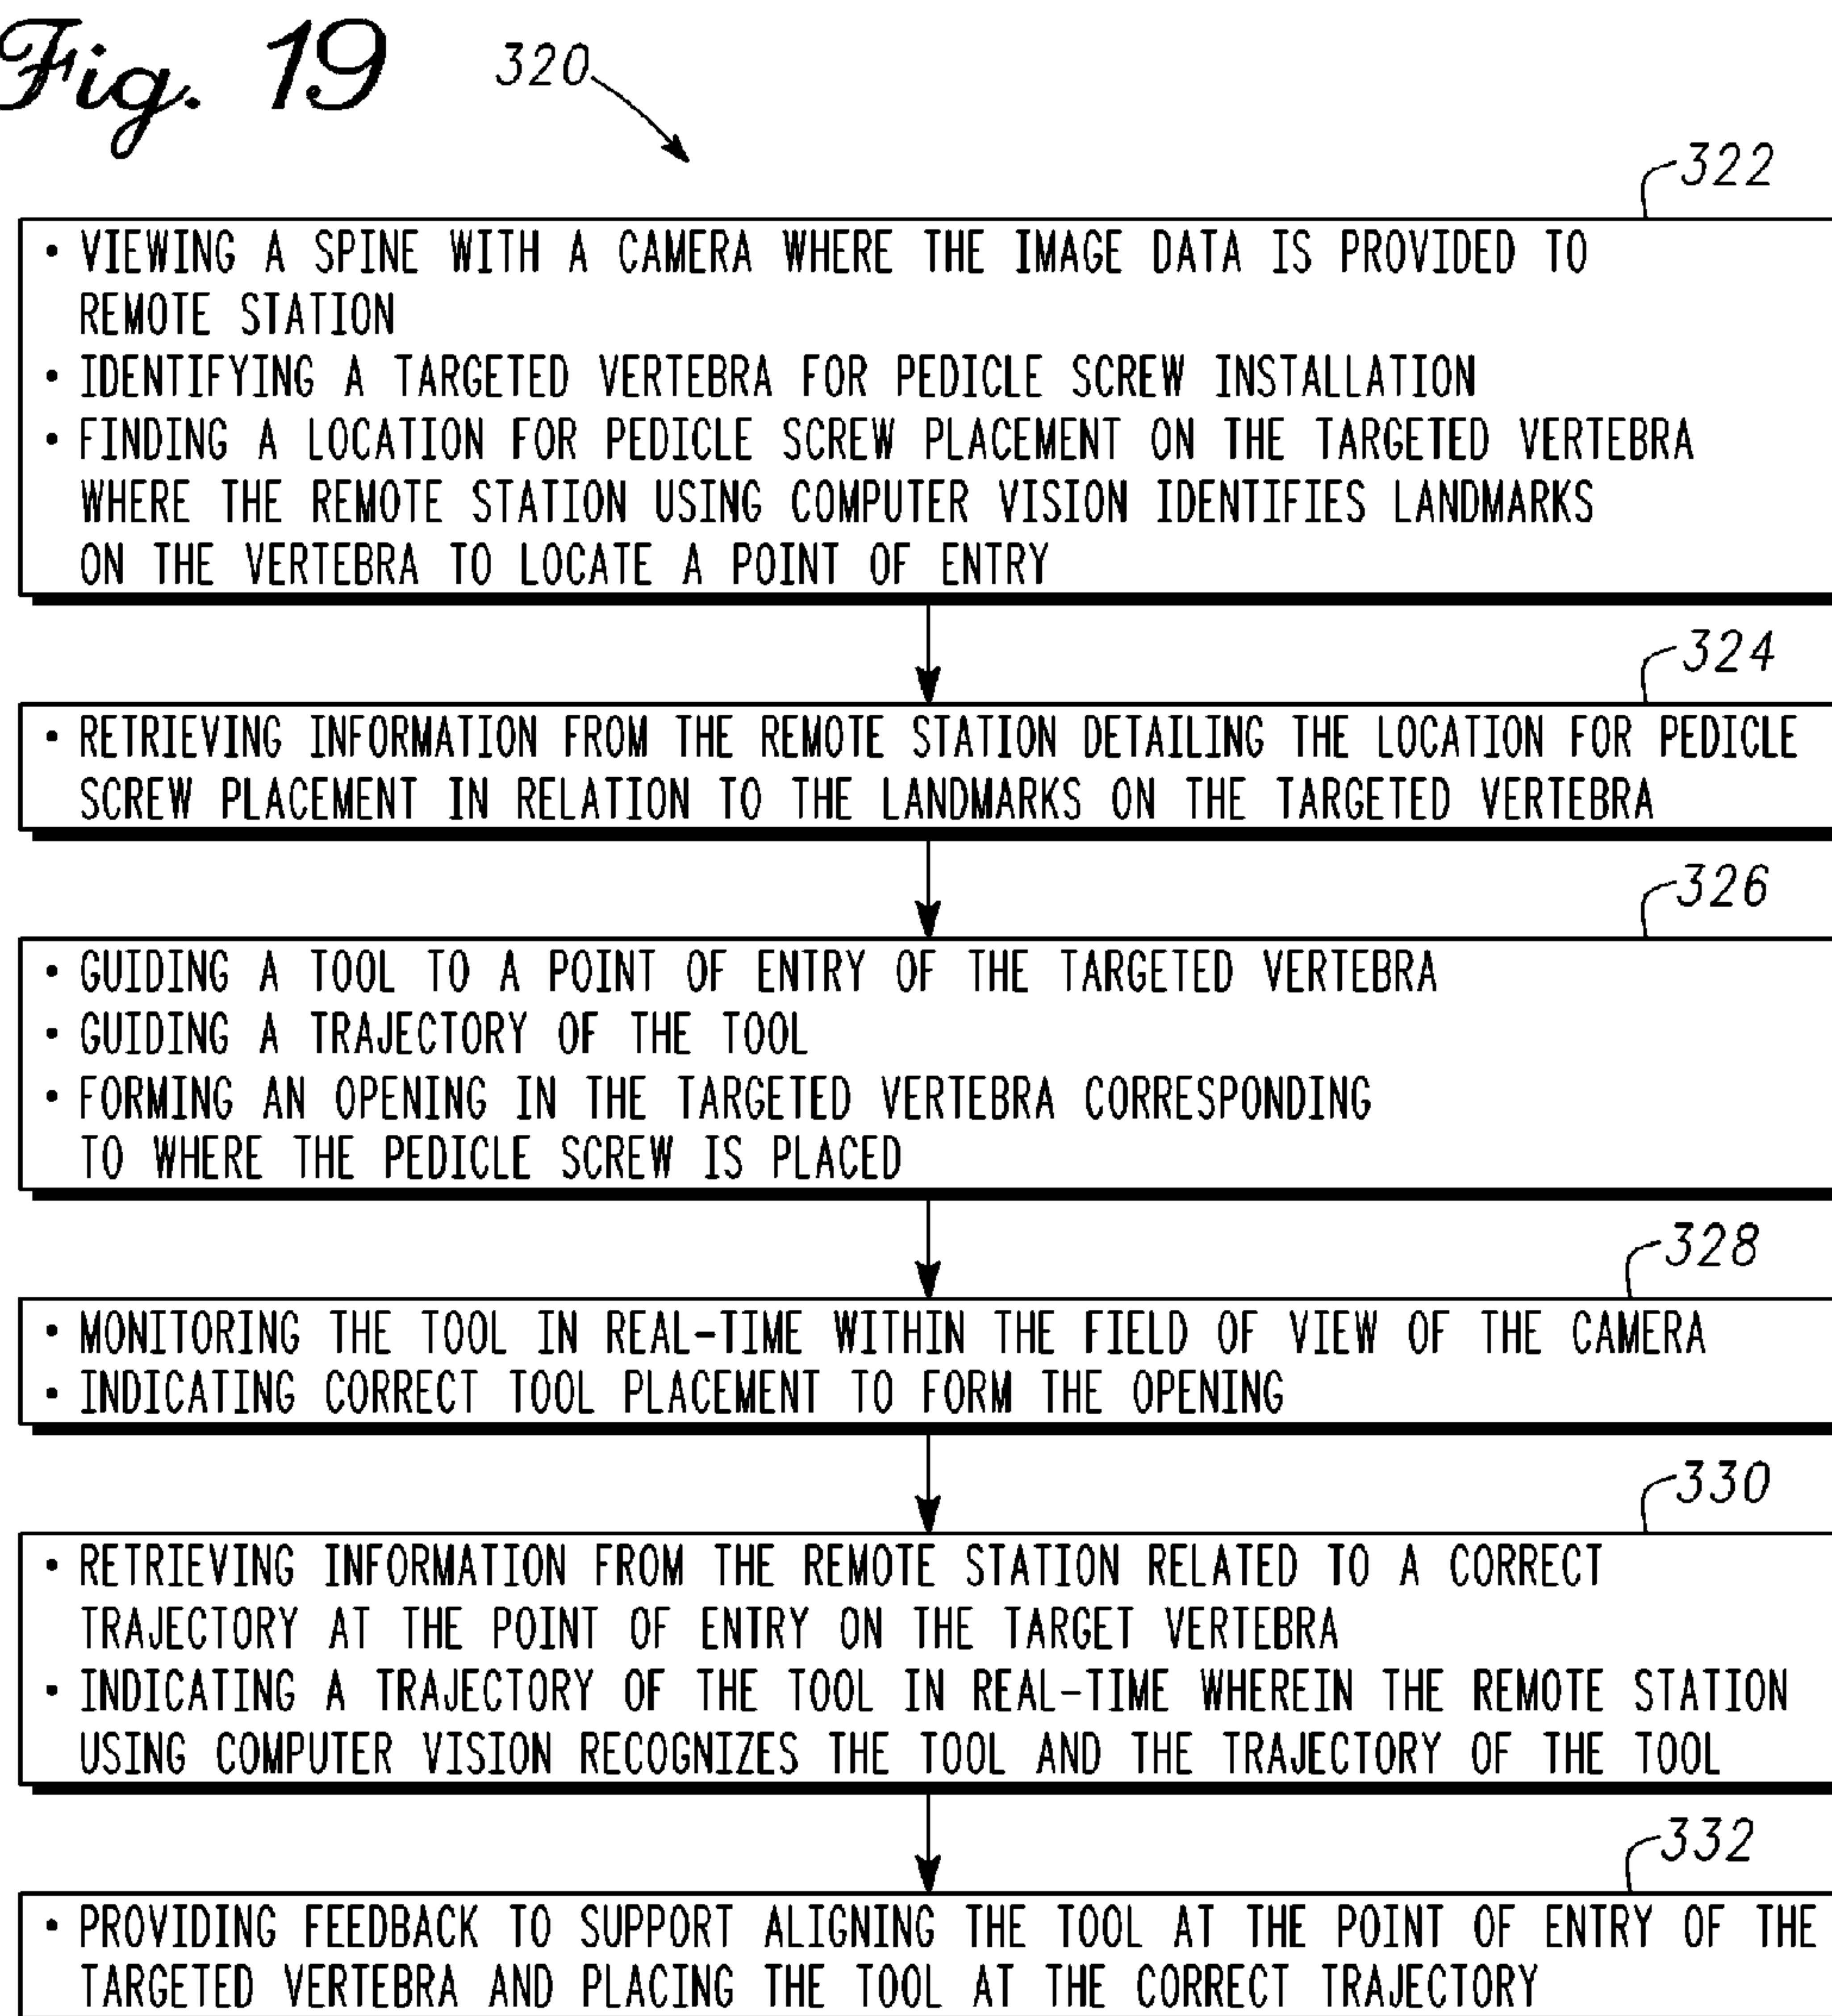 Fig. 19
320
322
• VIEWING A SPINE WITH A CAMERA WHERE THE IMAGE DATA IS PROVIDED TO
REMOTE STATION
• IDENTIFYING A TARGETED VERTEBRA FOR PEDICLE SCREW INSTALLATION
• FINDING A LOCATION FOR PEDICLE SCREW PLACEMENT ON THE TARGETED VERTEBRA
WHERE THE REMOTE STATION USING COMPUTER VISION IDENTIFIES LANDMARKS
ON THE VERTEBRA TO LOCATE A POINT OF ENTRY
324
• RETRIEVING INFORMATION FROM THE REMOTE STATION DETAILING THE LOCATION FOR PEDICLE
SCREW PLACEMENT IN RELATION TO THE LANDMARKS ON THE TARGETED VERTEBRA
326
• GUIDING A TOOL TO A POINT OF ENTRY OF THE TARGETED VERTEBRA
• GUIDING A TRAJECTORY OF THE TOOL
• FORMING AN OPENING IN THE TARGETED VERTEBRA CORRESPONDING
TO WHERE THE PEDICLE SCREW IS PLACED
328
• MONITORING THE TOOL IN REAL-TIME WITHIN THE FIELD OF VIEW OF THE CAMERA
• INDICATING CORRECT TOOL PLACEMENT TO FORM THE OPENING
330
• RETRIEVING INFORMATION FROM THE REMOTE STATION RELATED TO A CORRECT
TRAJECTORY AT THE POINT OF ENTRY ON THE TARGET VERTEBRA
• INDICATING A TRAJECTORY OF THE TOOL IN REAL-TIME WHEREIN THE REMOTE STATION
USING COMPUTER VISION RECOGNIZES THE TOOL AND THE TRAJECTORY OF THE TOOL
332
• PROVIDING FEEDBACK TO SUPPORT ALIGNING THE TOOL AT THE POINT OF ENTRY OF THE
TARGETED VERTEBRA AND PLACING THE TOOL AT THE CORRECT TRAJECTORY